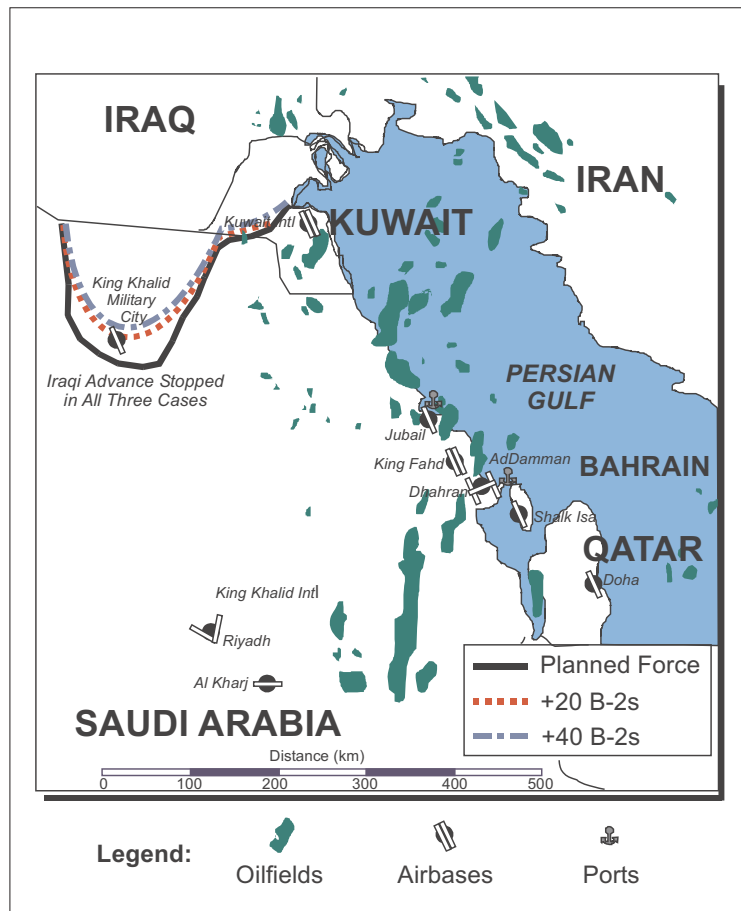 IRAQ
IRAN
Kuwait Intl
KUWAIT
King Khalid
Military
City
Iraqi Advance Stopped
in All Three Cases
PERSIAN
GULF
Jubail
King Fahd
AdDamman
BAHRAIN
Dhahran
Shalk Isa
QATAR
Doha
King Khalid Intl
Riyadh
Al Kharj
SAUDI ARABIA
Planned Force
+20 B-2s
+40 B-2s
Distance (km)
0 100 200 300 400 500
Legend:
Oilfields
Airbases
Ports